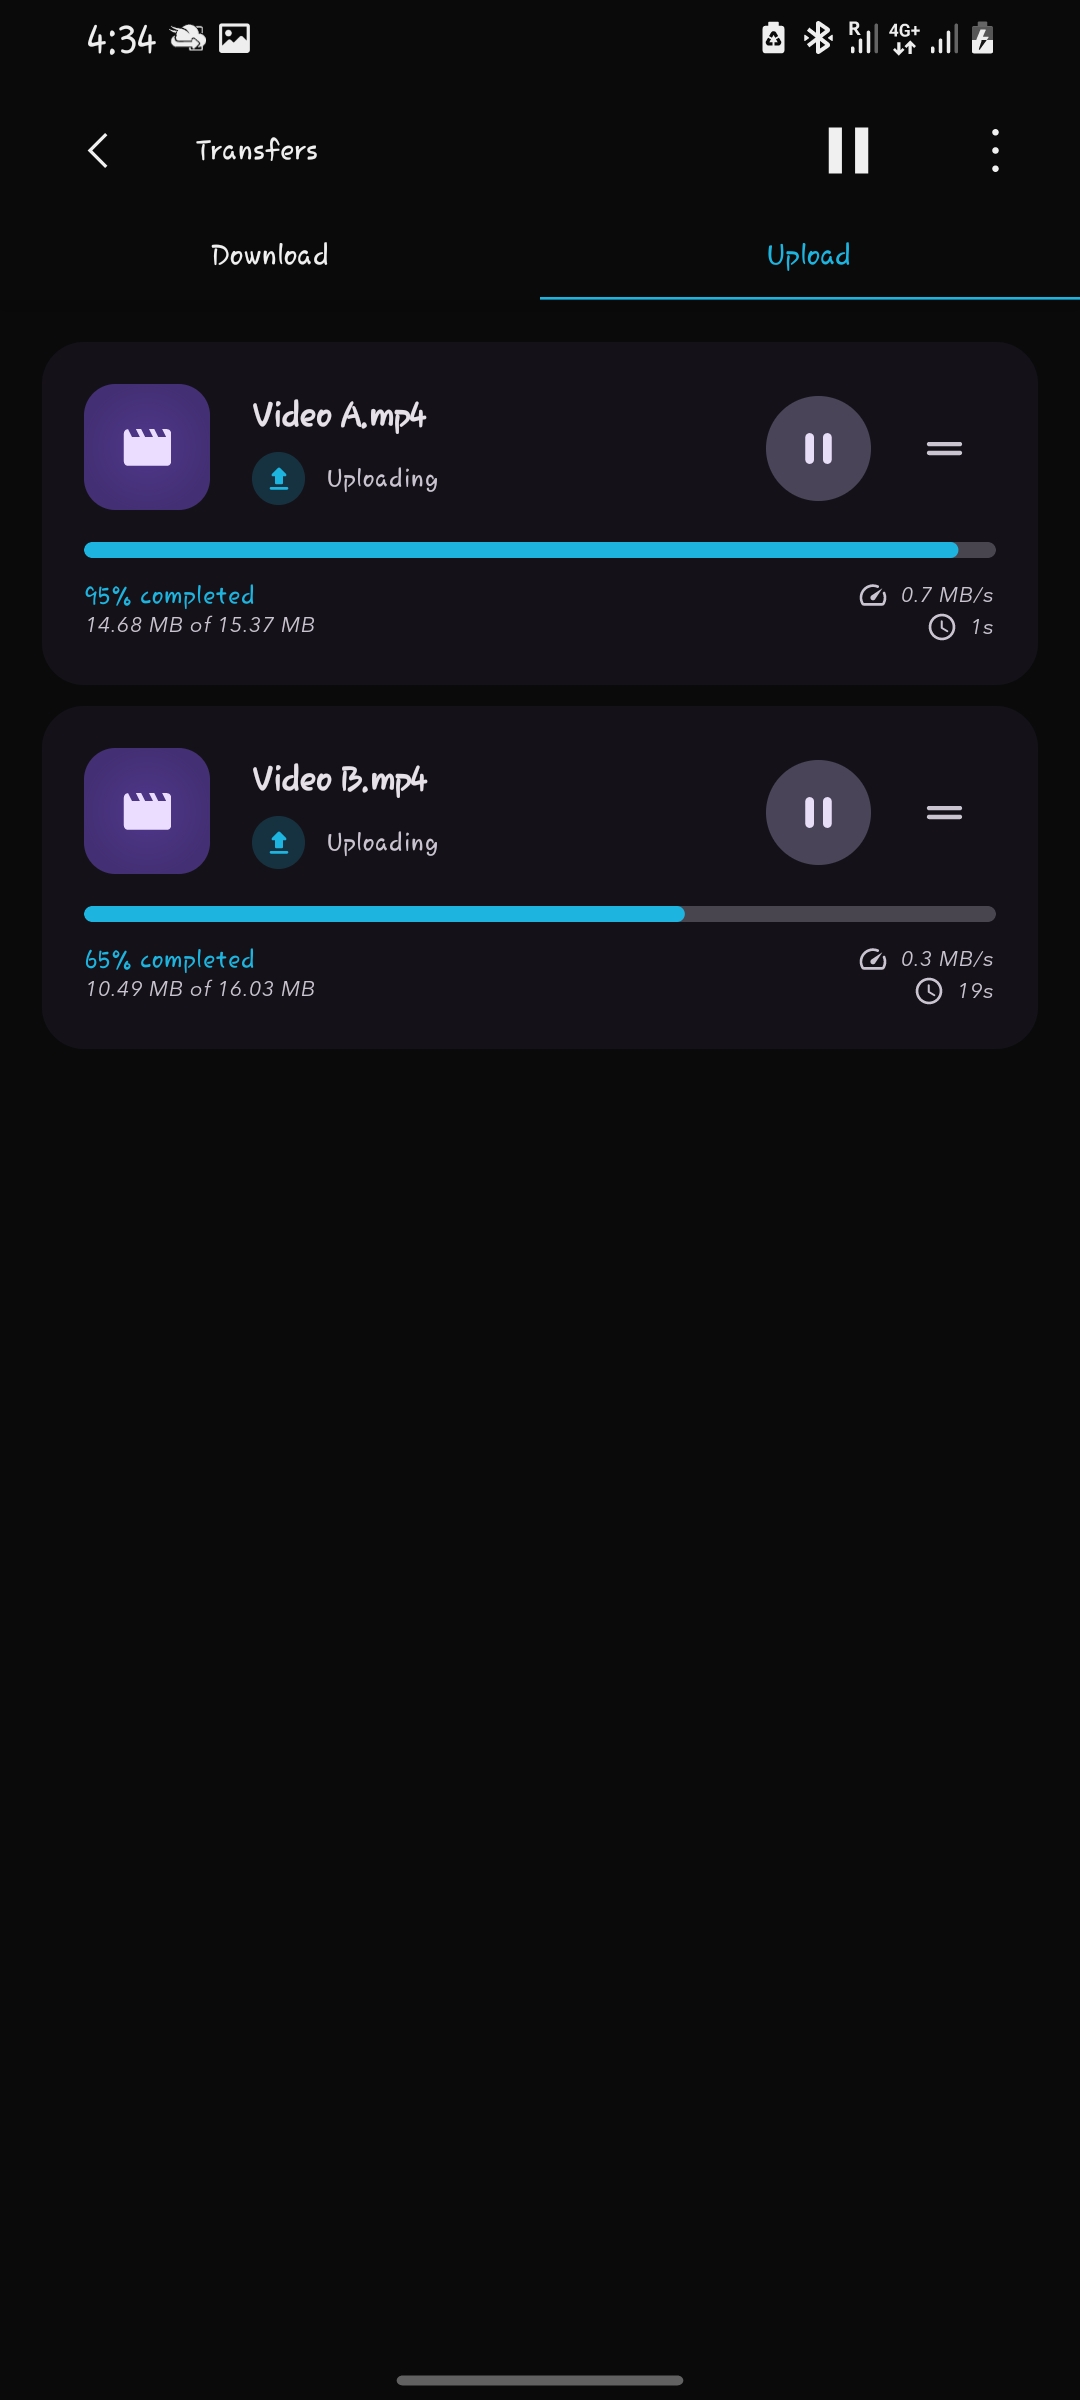 4:34
R
4G+
Transfers
Download
Upload
Video A.mp4
Uploading
95% completed
0.7 MB/s
14.68 MB of 15.37 MB
1s
Video B.mp4
Uploading
65% completed
0.3 MB/s
10.49 MB of 16.03 MB
19s